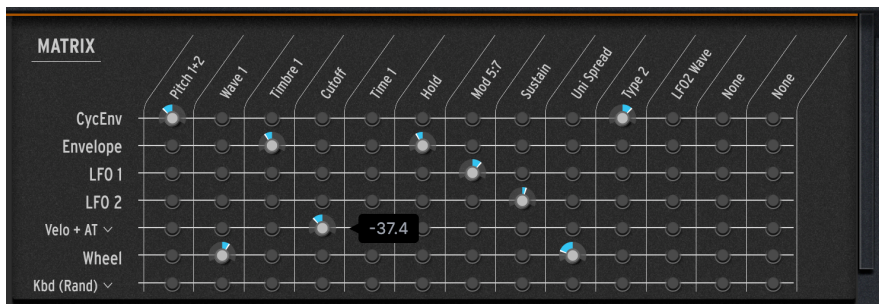 MATRIX
Pitch 1+2
Wave 1
Timbre 1
Cutoff
Time 1
Hold
Mod 5:7
Sustain
Uni Spread
Type 2
LFO2 Wave
None
None
CycEnv
Envelope
LFO 1
LFO 2
Velo + AT
-37.4
Wheel
Kbd (Rand)